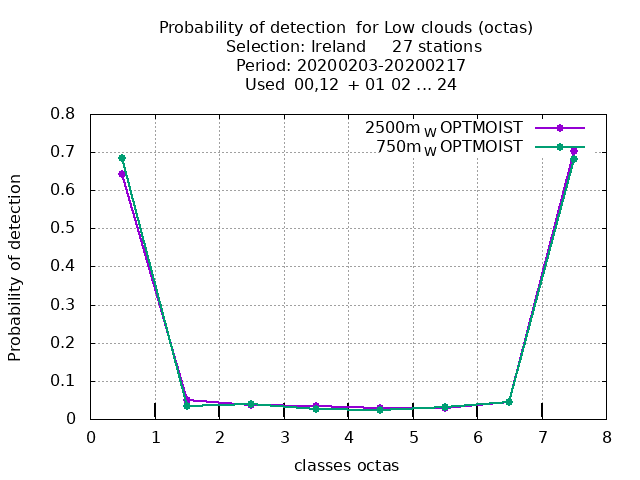 Probability of detection  for Low clouds (octas)
Selection: Ireland     27 stations
Period: 20200203-20200217
Used  00,12  + 01 02 ... 24
2500m W OPTMOIST
750m W OPTMOIST
0.8
0.7
0.6
0.5
0.4
0.3
0.2
0.1
0
Probability of detection
0 1 2 3 4 5 6 7 8
classes octas